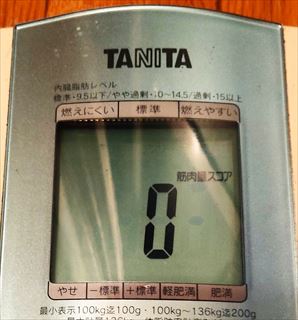 TANITA
内臓脂肪レベル
標準・9.5以下/やや過剰・10~14.5/過剰・15以上
燃えにくい 標準 燃えやすい
筋肉量スコア
0
やせ －標準 ＋標準 軽肥満 肥満
最小表示100kg迄100g・100kg～136kg迄200g